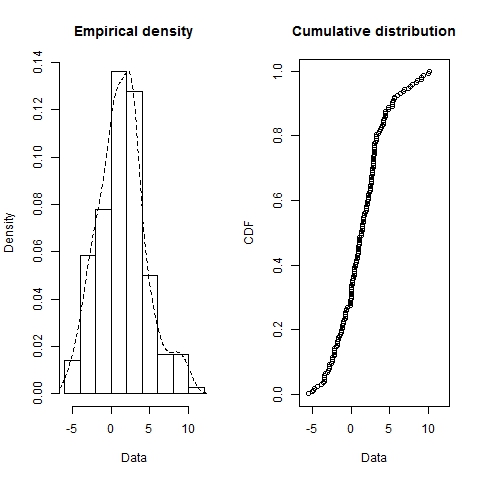 Empirical density
Density
0.00 0.02 0.04 0.06 0.08 0.10 0.12 0.14
-5 0 5 10
Data
Cumulative distribution
CDF
0.0 0.2 0.4 0.6 0.8 1.0
-5 0 5 10
Data